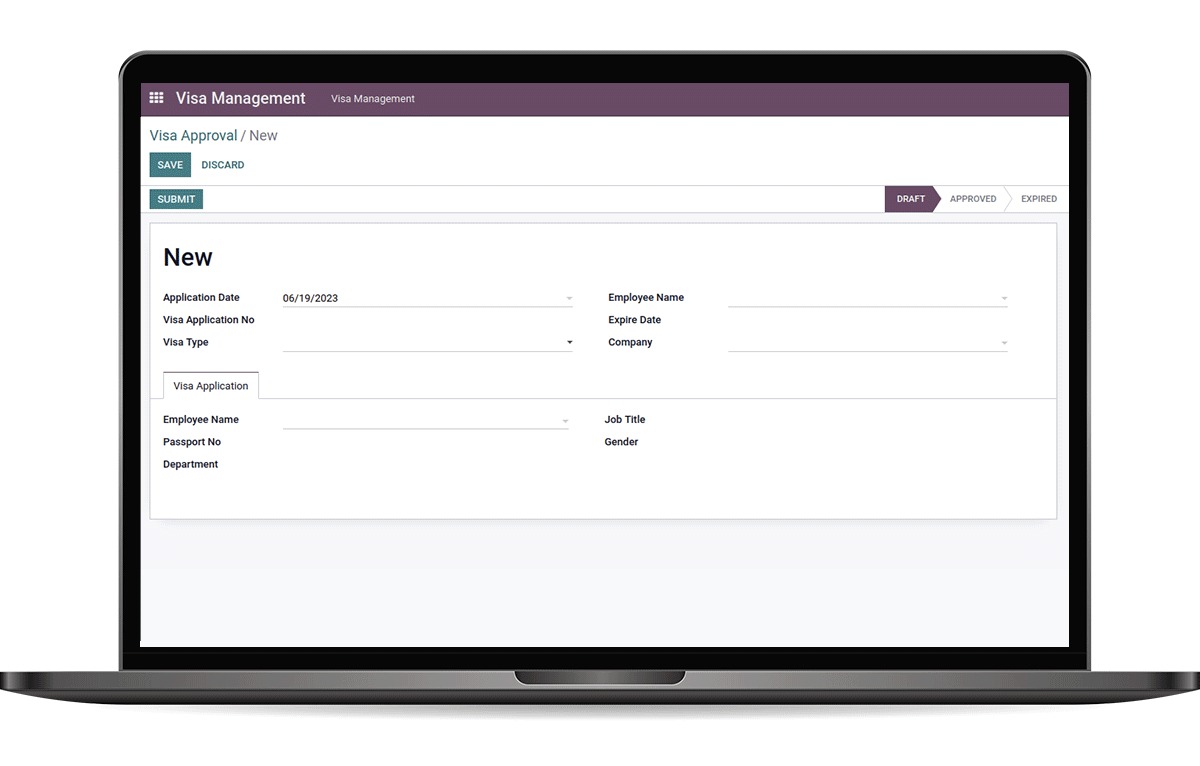 Visa Management Visa Management
Visa Approval / New
SAVE DISCARD
SUBMIT DRAFT APPROVED EXPIRED
New
Application Date 06/19/2023 Employee Name
Visa Application No Expire Date
Visa Type Company
Visa Application
Employee Name Job Title
Passport No Gender
Department